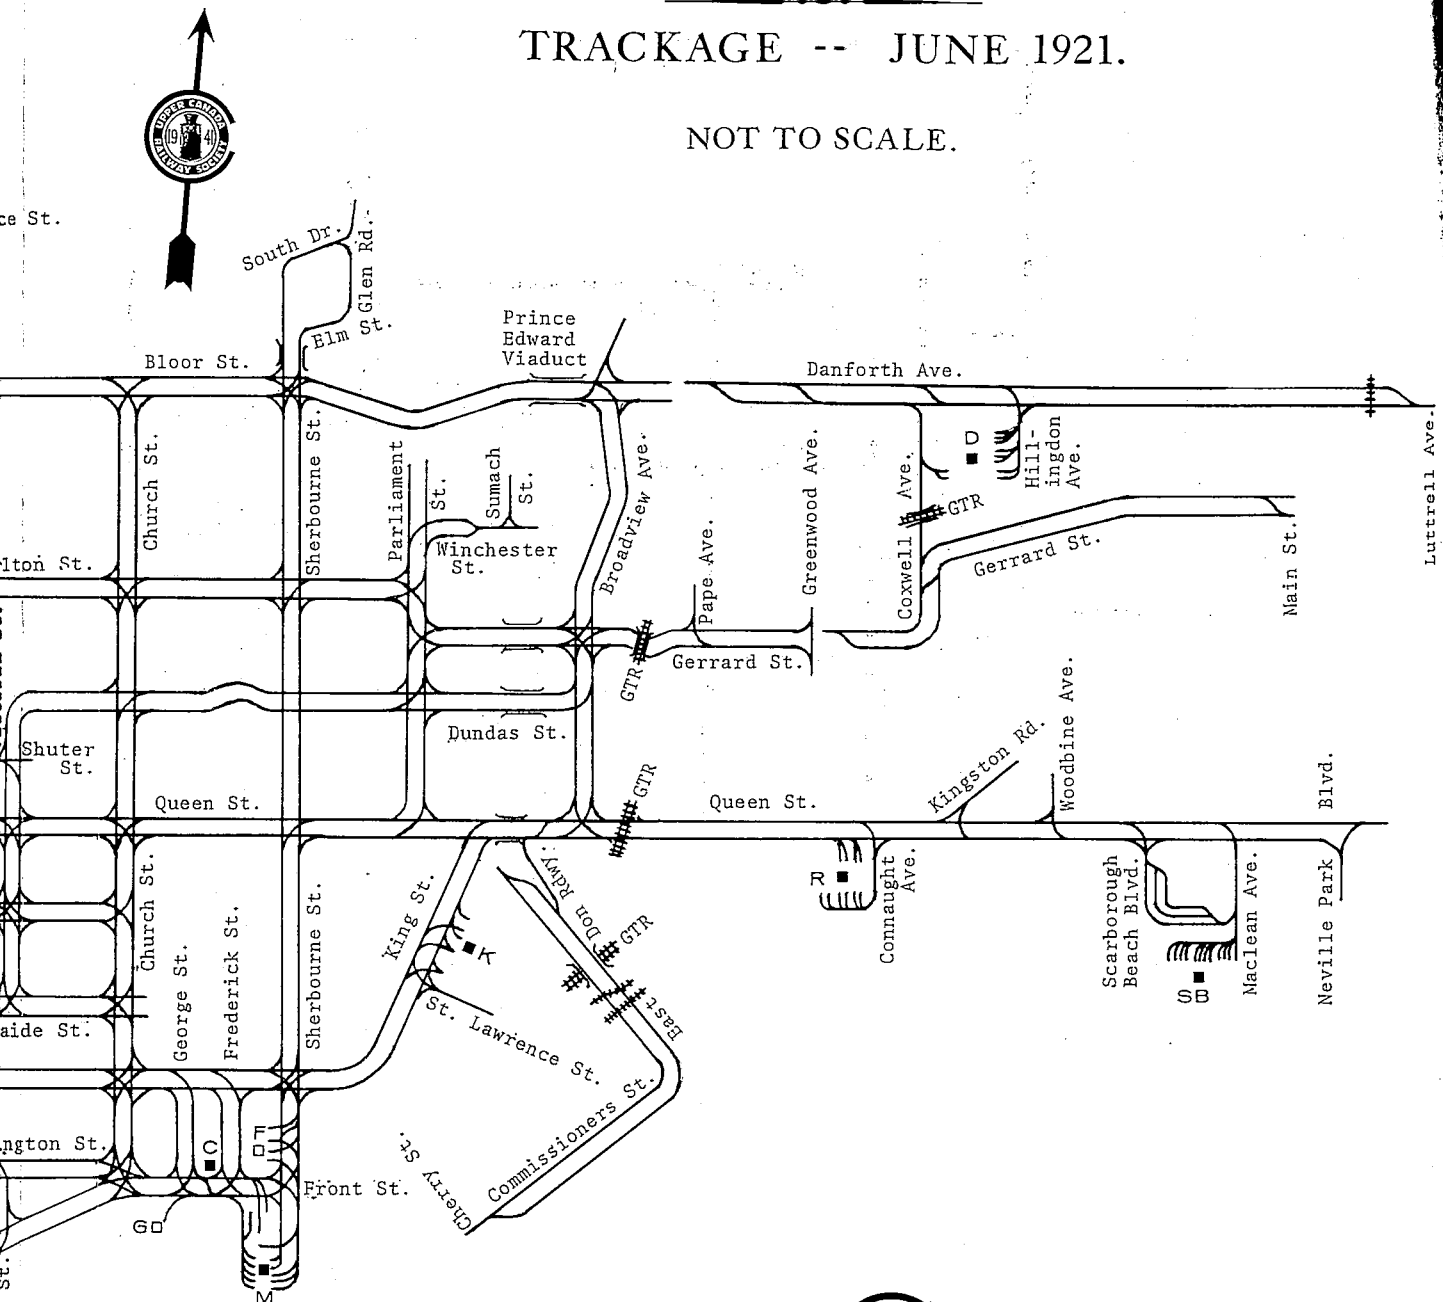 TRACKAGE -- JUNE 1921.
NOT TO SCALE.
UPPER CANADA
1941
RAILWAY SOCIETY
ce St.
South Dr.
Glen Rd.
Elm St.
Prince
Edward
Viaduct
Bloor St.
Danforth Ave.
Church St.
Sherbourne St.
Parliament
St.
Sumach
St.
Winchester
St.
Broadview Ave.
Pape Ave.
Greenwood Ave.
Coxwell Ave.
D
Hill-
ingdon
Ave.
GTR
Gerrard St.
Main St.
Luttrell Ave.
lton St.
GTR
Gerrard St.
Shuter
St.
Dundas St.
GTR
Queen St.
Queen St.
Kingston Rd.
Woodbine Ave.
Blvd.
Church St.
George St.
Frederick St.
Sherbourne St.
King St.
K
Don Rdwy.
GTR
East
R
Connaught
Ave.
Scarborough
Beach Blvd.
SB
Maclean Ave.
Neville Park
aide St.
St. Lawrence St.
Commissioners St.
Cherry St.
ngton St.
C
F
Front St.
G
M
St.